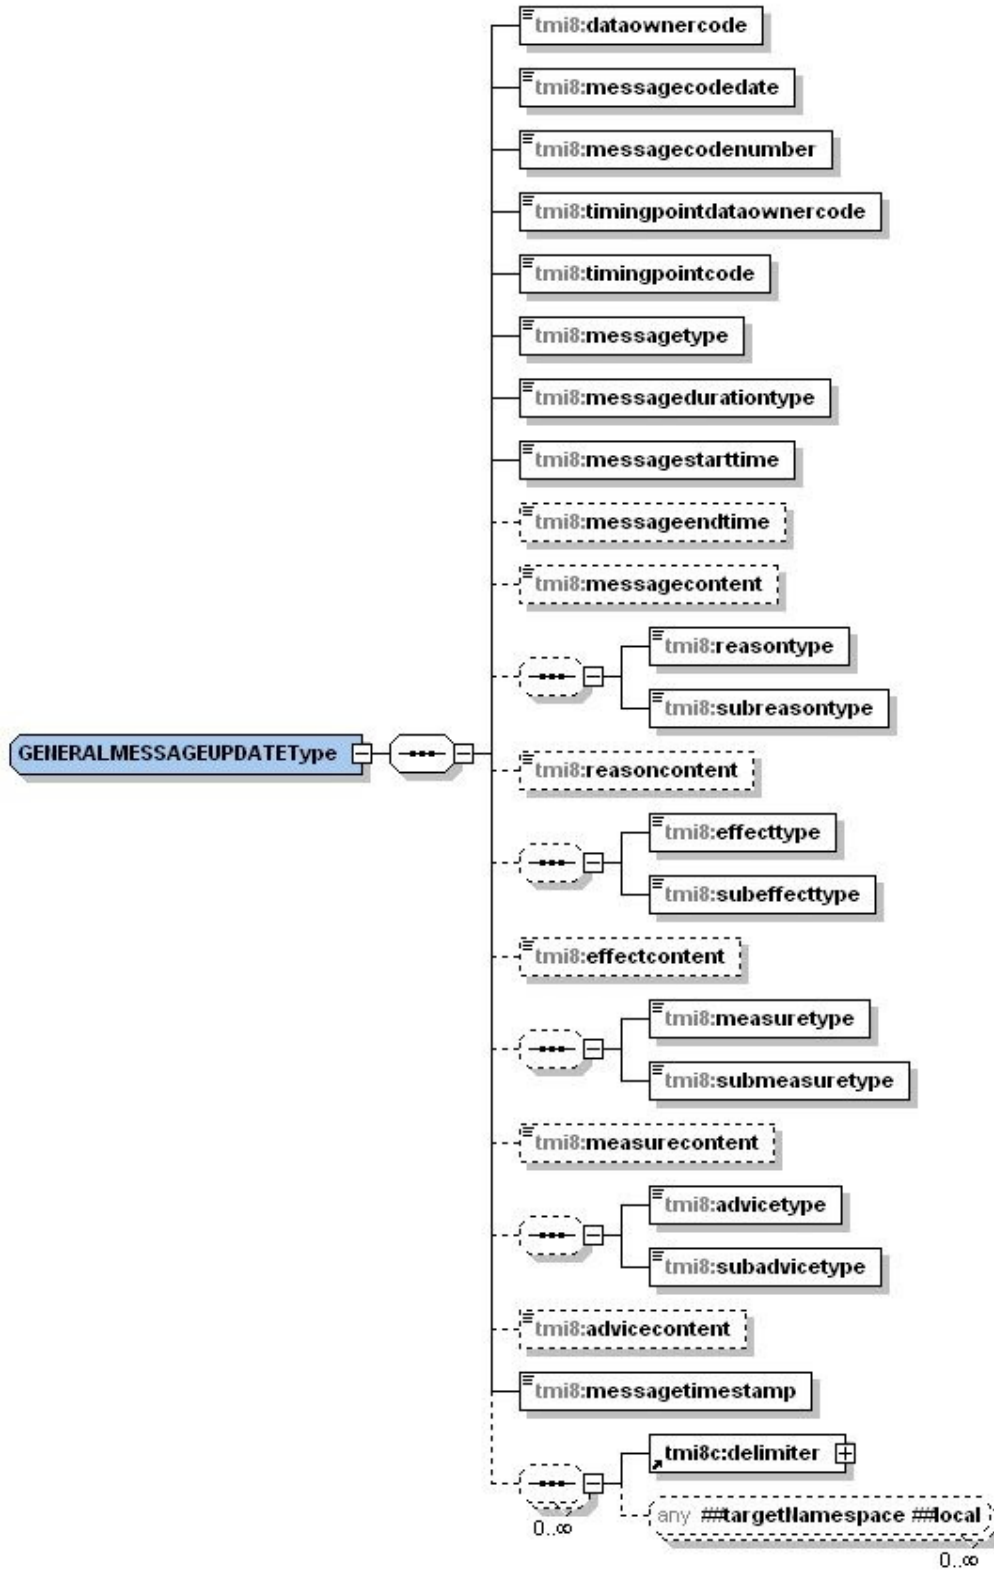 tmi8:dataownercode
tmi8:messagecodedate
tmi8:messagecodenumber
tmi8:timingpointdataownercode
tmi8:timingpointcode
tmi8:messagetype
tmi8:messagedurationtype
tmi8:messagestarttime
tmi8:messageendtime
tmi8:messagecontent
tmi8:reasontype
tmi8:subreasontype
GENERALMESSAGEUPDATEType
tmi8:reasoncontent
tmi8:effecttype
tmi8:subeffecttype
tmi8:effectcontent
tmi8:measuretype
tmi8:submeasuretype
tmi8:measurecontent
tmi8:advicetype
tmi8:subadvicetype
tmi8:advicecontent
tmi8:messagetimestamp
tmi8c:delimiter
any ##targetNamespace ##local
0..∞
0..∞